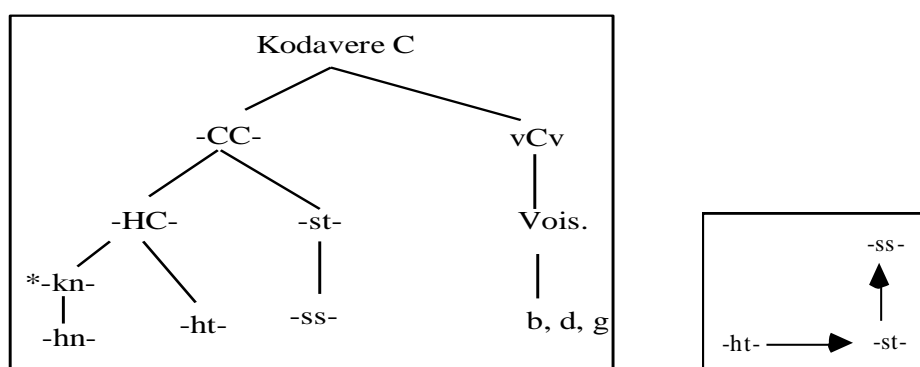 Kodavere C
-CC- vCv
-HC- -st- Vois.
*-kn-
-hn- -ht- -ss- b, d, g
-ss-
-ht- -st-